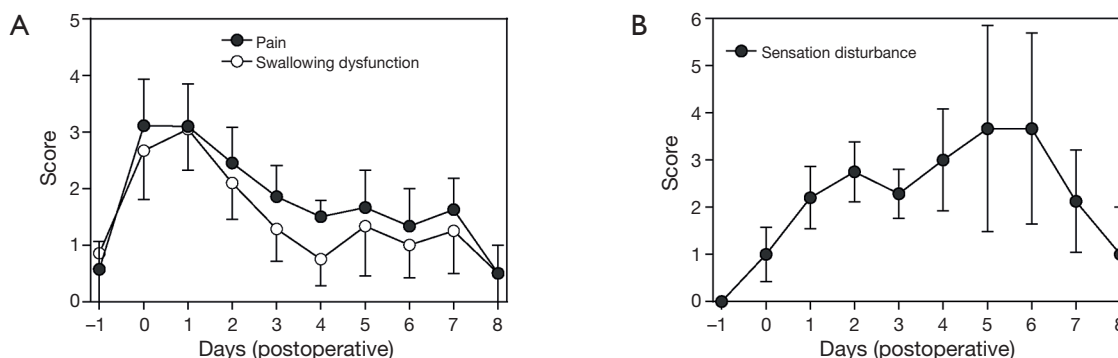 A
5
4
3
2
1
0
Score
Pain
Swallowing dysfunction
−1 0 1 2 3 4 5 6 7 8
Days (postoperative)
B
6
5
4
3
2
1
0
Score
Sensation disturbance
−1 0 1 2 3 4 5 6 7 8
Days (postoperative)